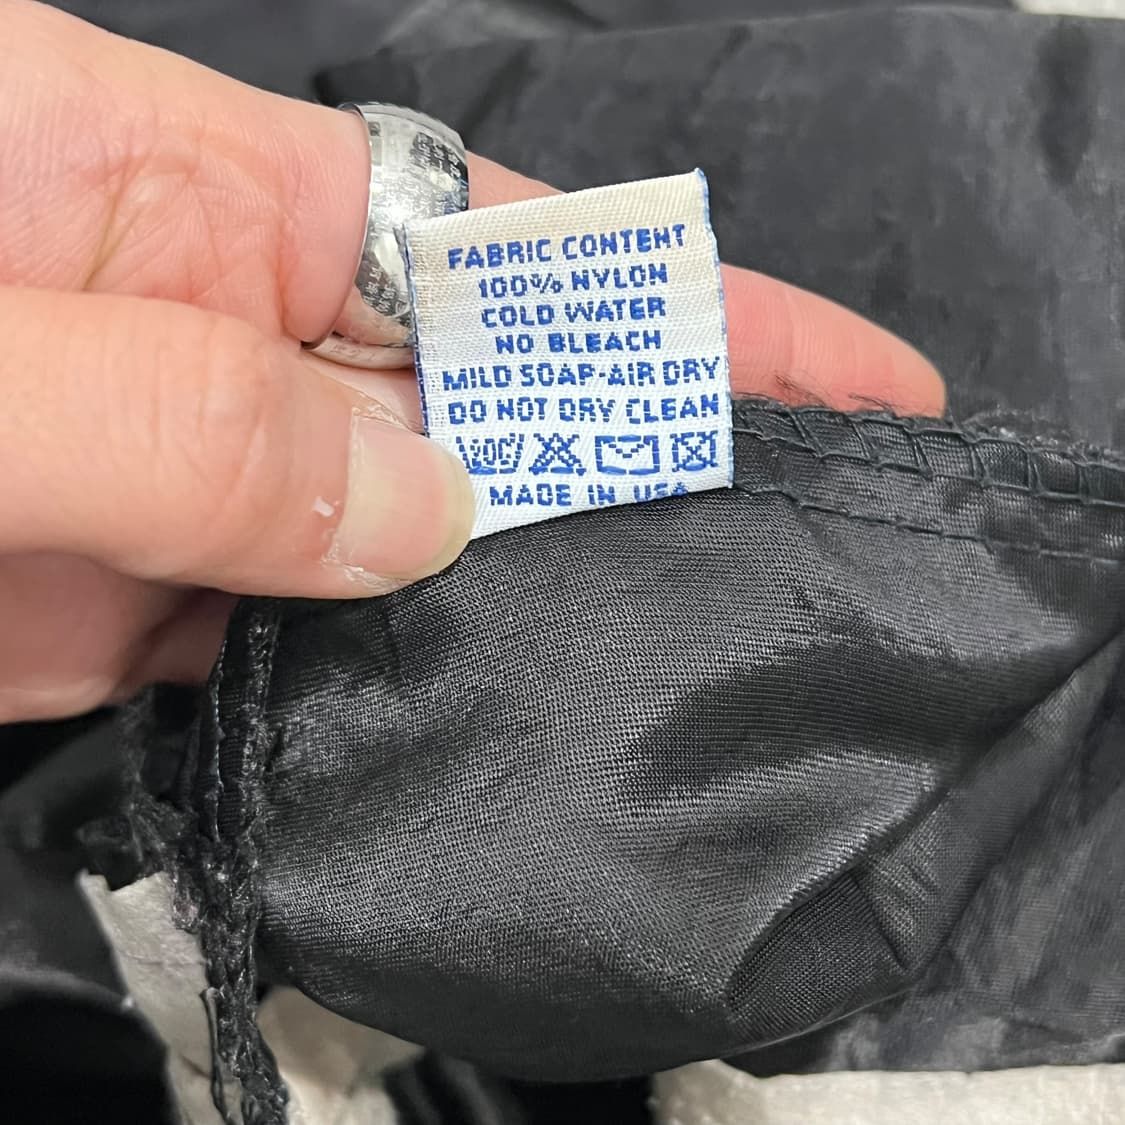 FABRIC CONTENT
100% NYLON
COLD WATER
NO BLEACH
MILD SOAP-AIR DRY
DO NOT DRY CLEAN
MADE IN USA